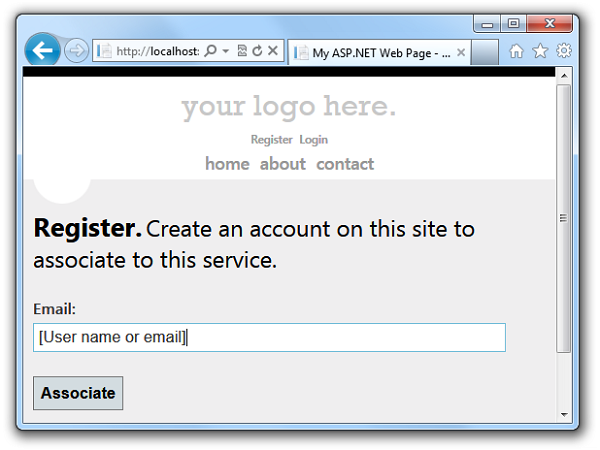 http://localhost:
My ASP.NET Web Page - ...
your logo here.
Register Login
home about contact
Register. Create an account on this site to
associate to this service.
Email:
[User name or email]
Associate